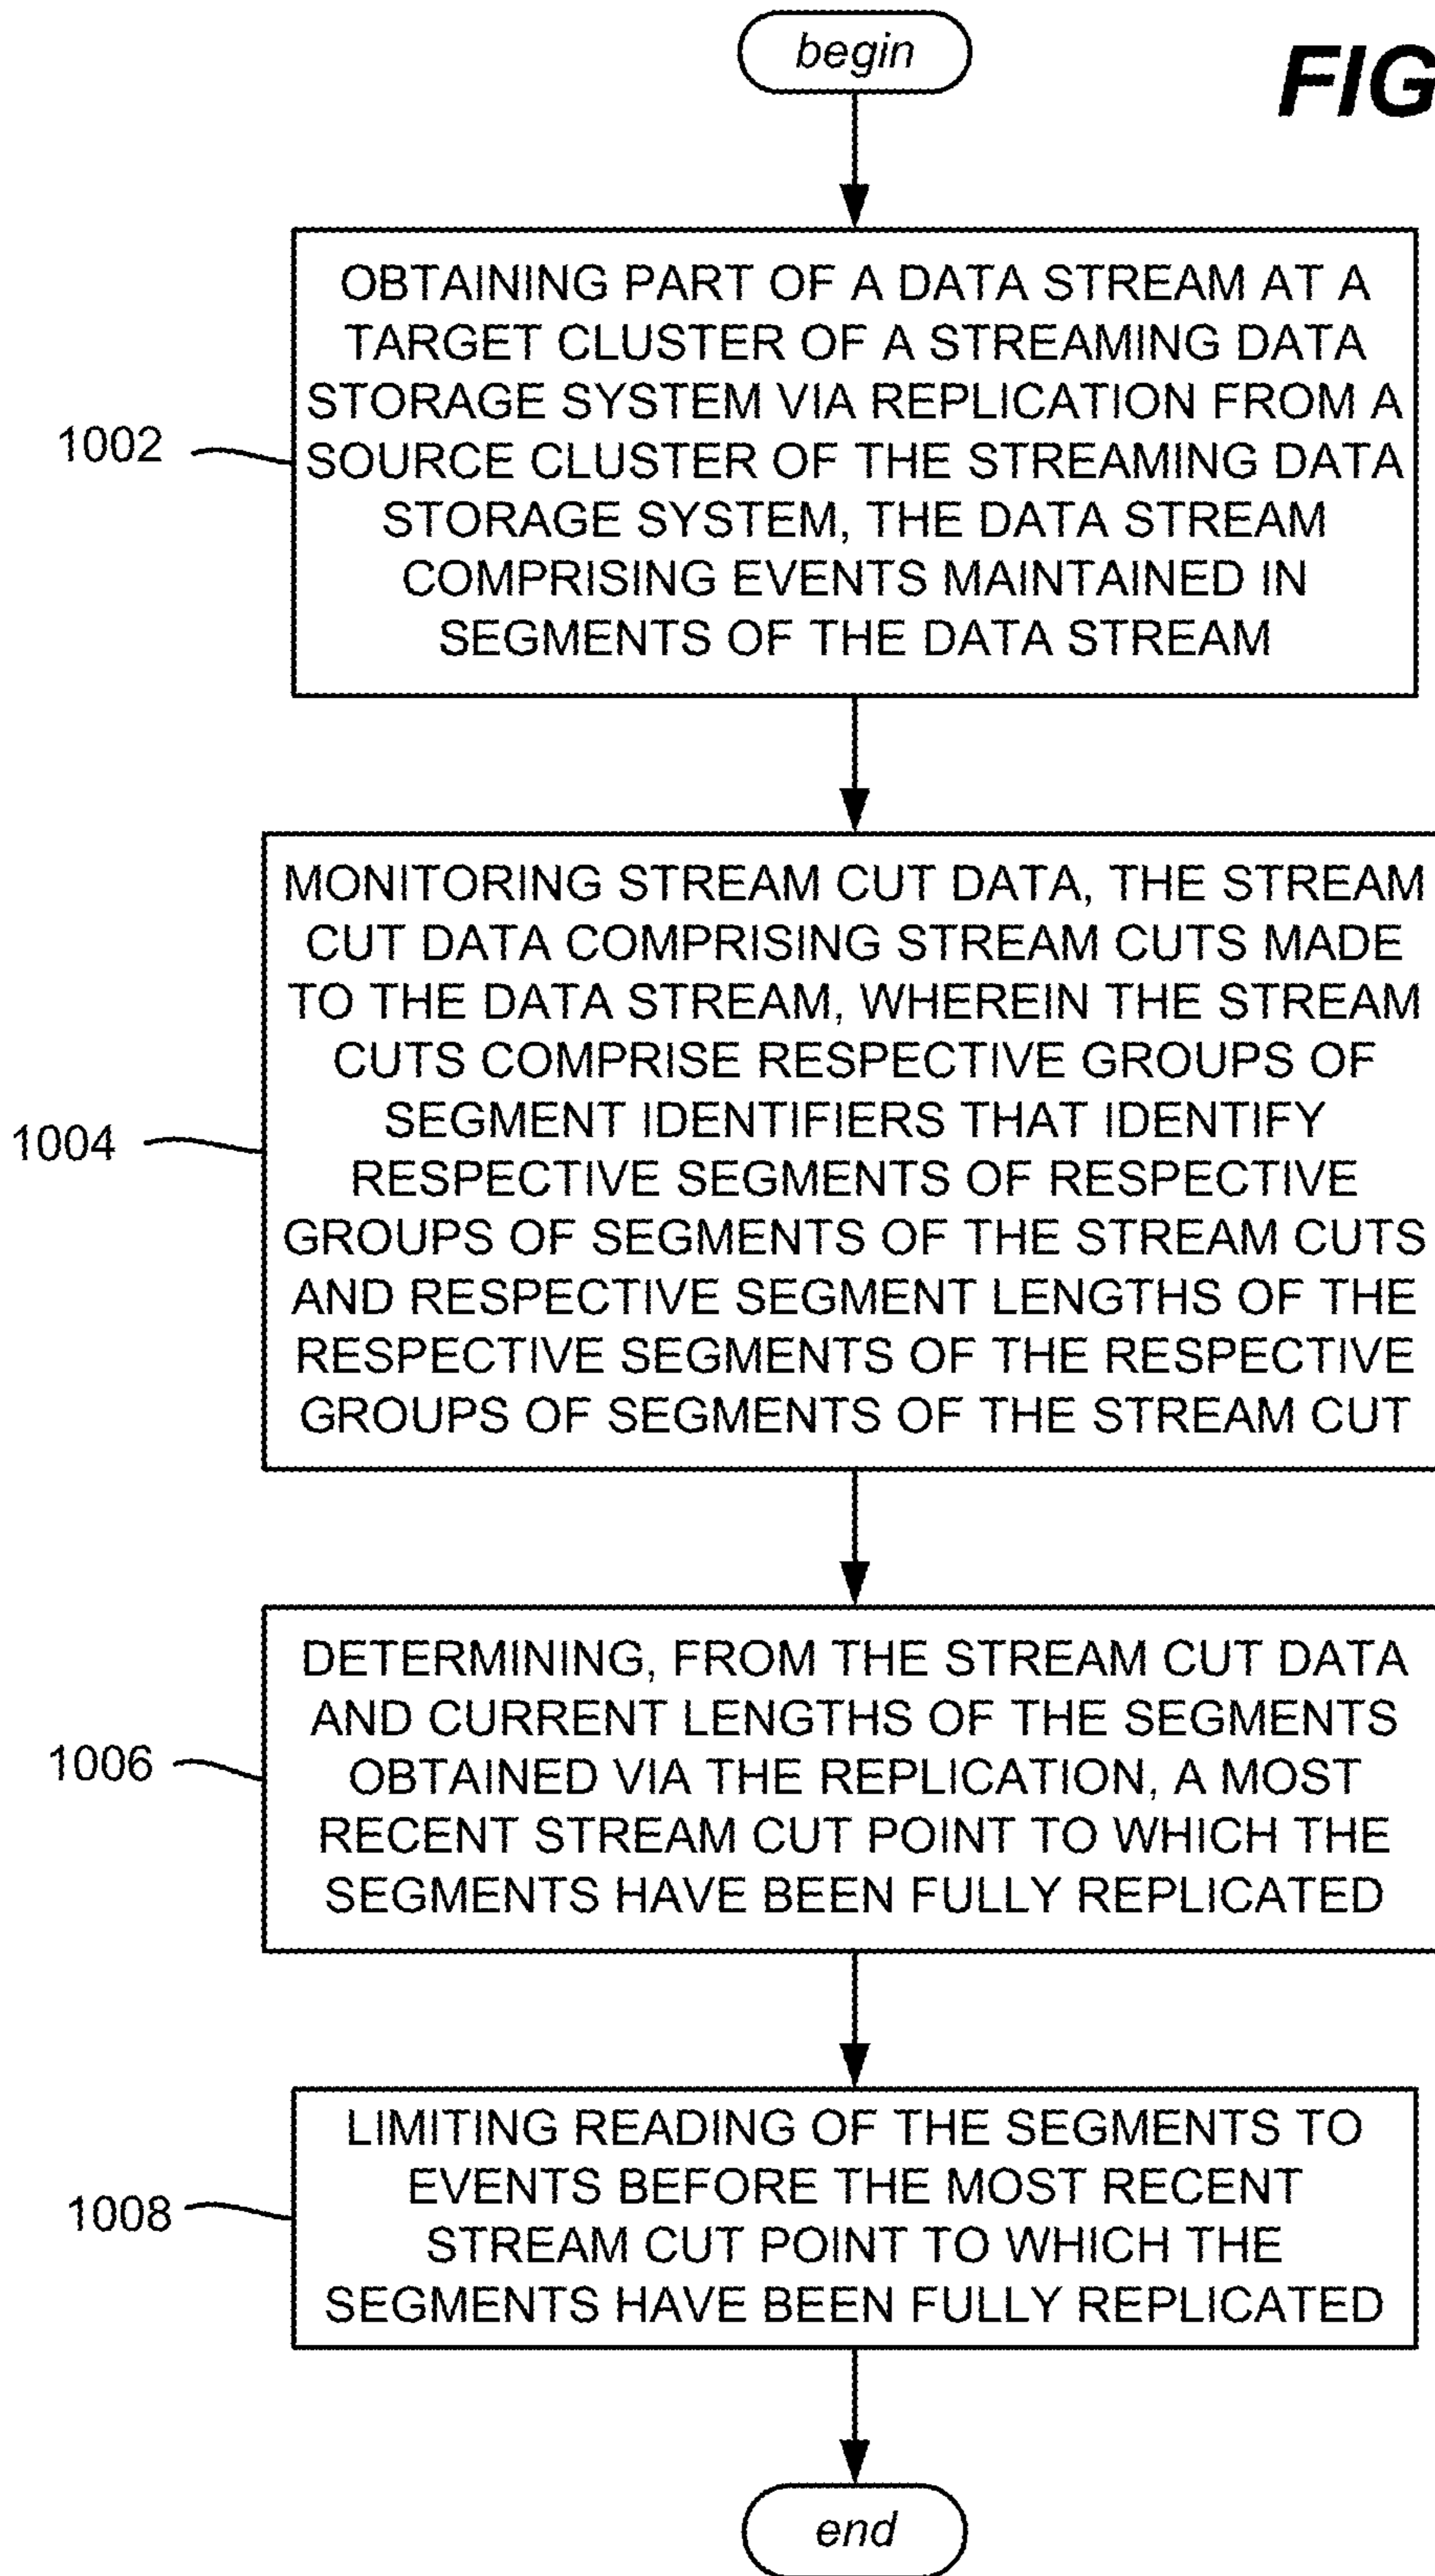 begin
FIG
OBTAINING PART OF A DATA STREAM AT A
TARGET CLUSTER OF A STREAMING DATA
STORAGE SYSTEM VIA REPLICATION FROM A
1002
SOURCE CLUSTER OF THE STREAMING DATA
STORAGE SYSTEM, THE DATA STREAM
COMPRISING EVENTS MAINTAINED IN
SEGMENTS OF THE DATA STREAM
MONITORING STREAM CUT DATA, THE STREAM
CUT DATA COMPRISING STREAM CUTS MADE
TO THE DATA STREAM, WHEREIN THE STREAM
CUTS COMPRISE RESPECTIVE GROUPS OF
SEGMENT IDENTIFIERS THAT IDENTIFY
1004
RESPECTIVE SEGMENTS OF RESPECTIVE
GROUPS OF SEGMENTS OF THE STREAM CUTS
AND RESPECTIVE SEGMENT LENGTHS OF THE
RESPECTIVE SEGMENTS OF THE RESPECTIVE
GROUPS OF SEGMENTS OF THE STREAM CUT
DETERMINING, FROM THE STREAM CUT DATA
AND CURRENT LENGTHS OF THE SEGMENTS
1006
OBTAINED VIA THE REPLICATION, A MOST
RECENT STREAM CUT POINT TO WHICH THE
SEGMENTS HAVE BEEN FULLY REPLICATED
LIMITING READING OF THE SEGMENTS TO
EVENTS BEFORE THE MOST RECENT
1008
STREAM CUT POINT TO WHICH THE
SEGMENTS HAVE BEEN FULLY REPLICATED
end